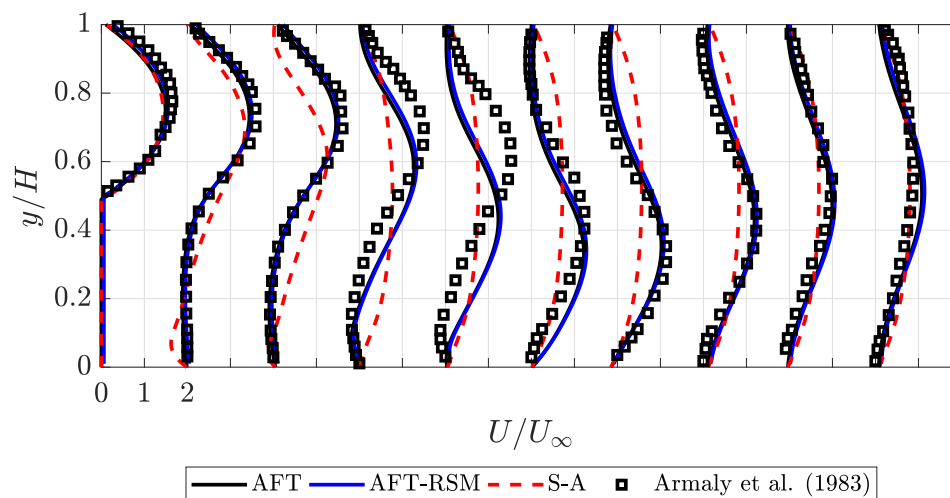 1
0.8
0.6
0.4
0.2
0
y/H
0 1 2
U/U∞
AFT AFT-RSM S-A Armaly et al. (1983)